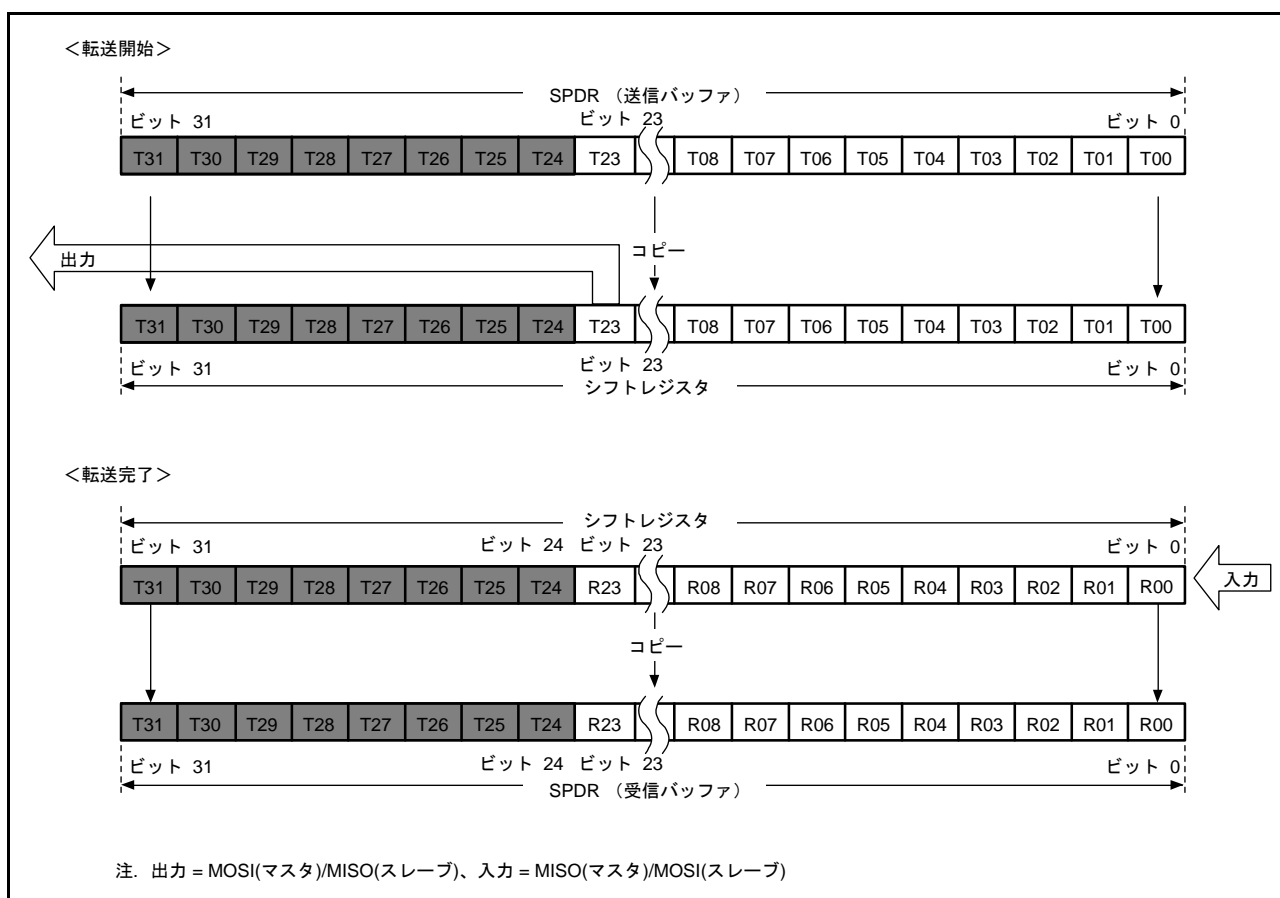 ＜転送開始＞
SPDR （送信バッファ）
ビット 31 ビット 23 ビット 0
T31 T30 T29 T28 T27 T26 T25 T24 T23 T08 T07 T06 T05 T04 T03 T02 T01 T00
コピー
出力
T31 T30 T29 T28 T27 T26 T25 T24 T23 T08 T07 T06 T05 T04 T03 T02 T01 T00
ビット 31 ビット 23 ビット 0
シフトレジスタ
＜転送完了＞
シフトレジスタ
ビット 31 ビット 24 ビット 23 ビット 0
T31 T30 T29 T28 T27 T26 T25 T24 R23 R08 R07 R06 R05 R04 R03 R02 R01 R00
入力
コピー
T31 T30 T29 T28 T27 T26 T25 T24 R23 R08 R07 R06 R05 R04 R03 R02 R01 R00
ビット 31 ビット 24 ビット 23 ビット 0
SPDR （受信バッファ）
注. 出力 = MOSI(マスタ)/MISO(スレーブ)、入力 = MISO(マスタ)/MOSI(スレーブ)